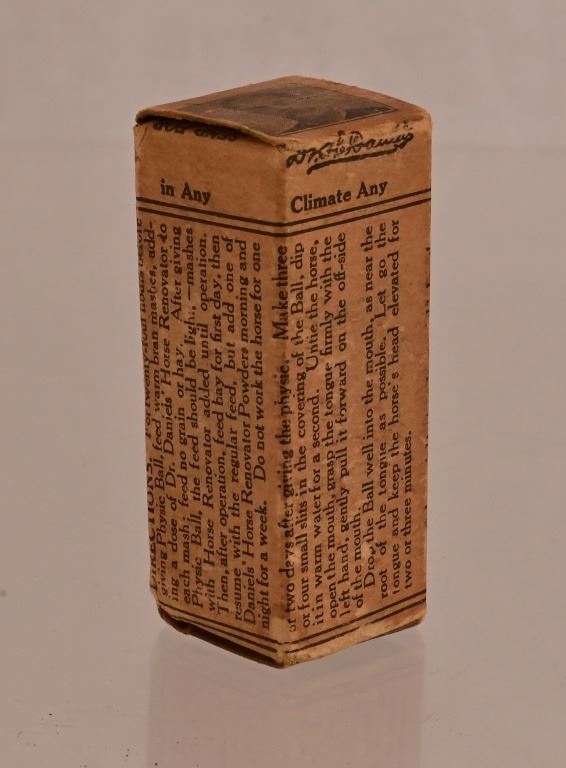 in Any
Climate Any
DIRECTIONS. For twenty-four hours before
giving Physic Ball, feed warm bran mashes, add-
ing a dose of Dr. Daniels' Horse Renovator to
each mash; feed no grain or hay. After giving
Physic Ball, the feed should be light,—mashes
with Horse Renovator added until operation.
Then, after operation, feed hay for first day, then
resume with the regular feed, but add one of
Daniels Horse Renovator Powders morning and
night for a week. Do not work the horse for one
or two days after giving the physic. Make three
or four small slits in the covering of the Ball, dip
it in warm water for a second. Untie the horse,
open the mouth, grasp the tongue firmly with the
left hand, gently pull it forward on the off-side
of the mouth.
Drop the Ball well into the mouth, as near the
root of the tongue as possible. Let go the
tongue and keep the horse's head elevated for
two or three minutes.